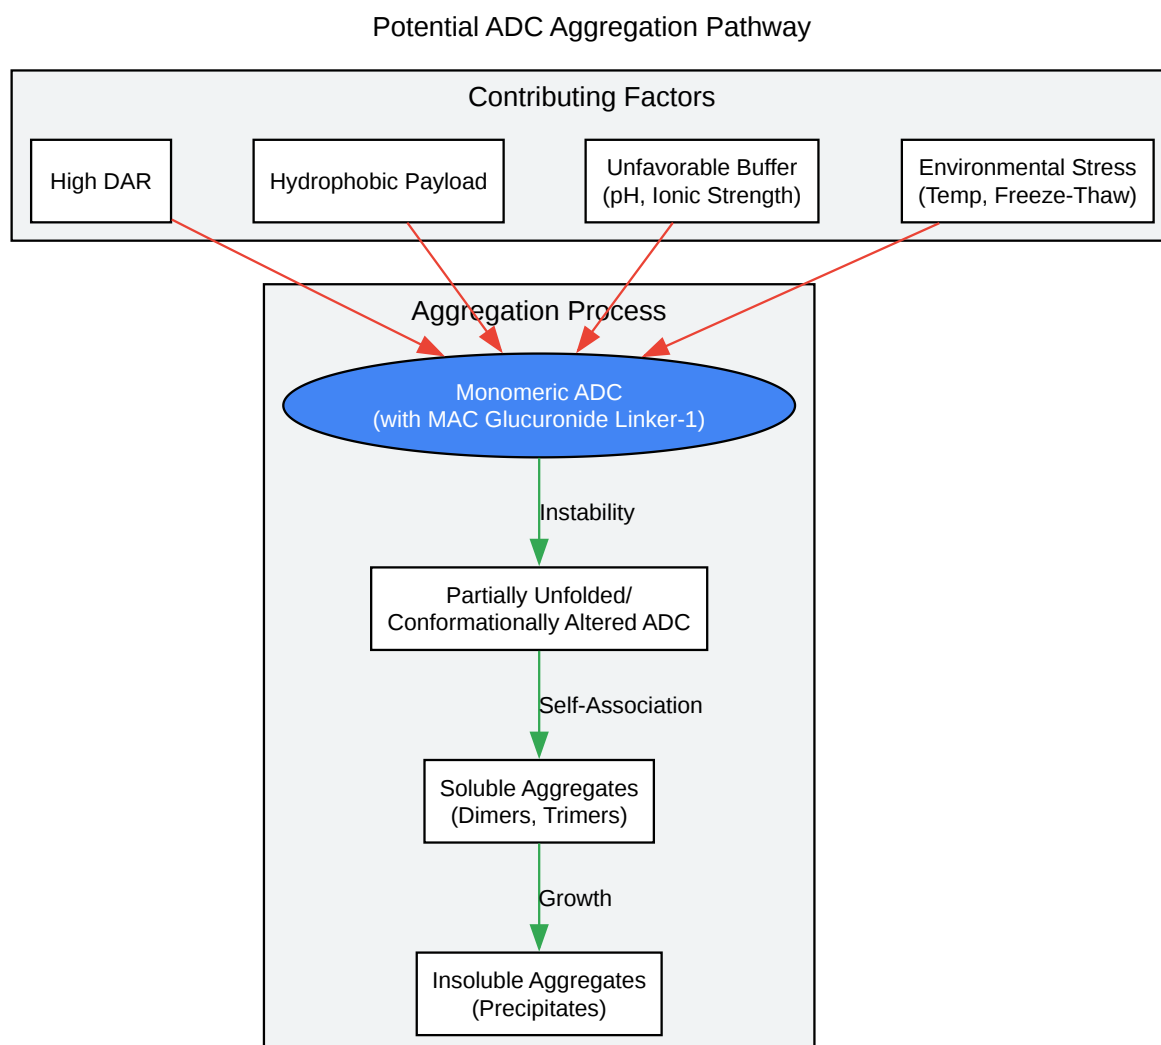 Potential ADC Aggregation Pathway
Contributing Factors
High DAR
Hydrophobic Payload
Unfavorable Buffer
(pH, Ionic Strength)
Environmental Stress
(Temp, Freeze-Thaw)
Aggregation Process
Monomeric ADC
(with MAC Glucuronide Linker-1)
Instability
Partially Unfolded/
Conformationally Altered ADC
Self-Association
Soluble Aggregates
(Dimers, Trimers)
Growth
Insoluble Aggregates
(Precipitates)